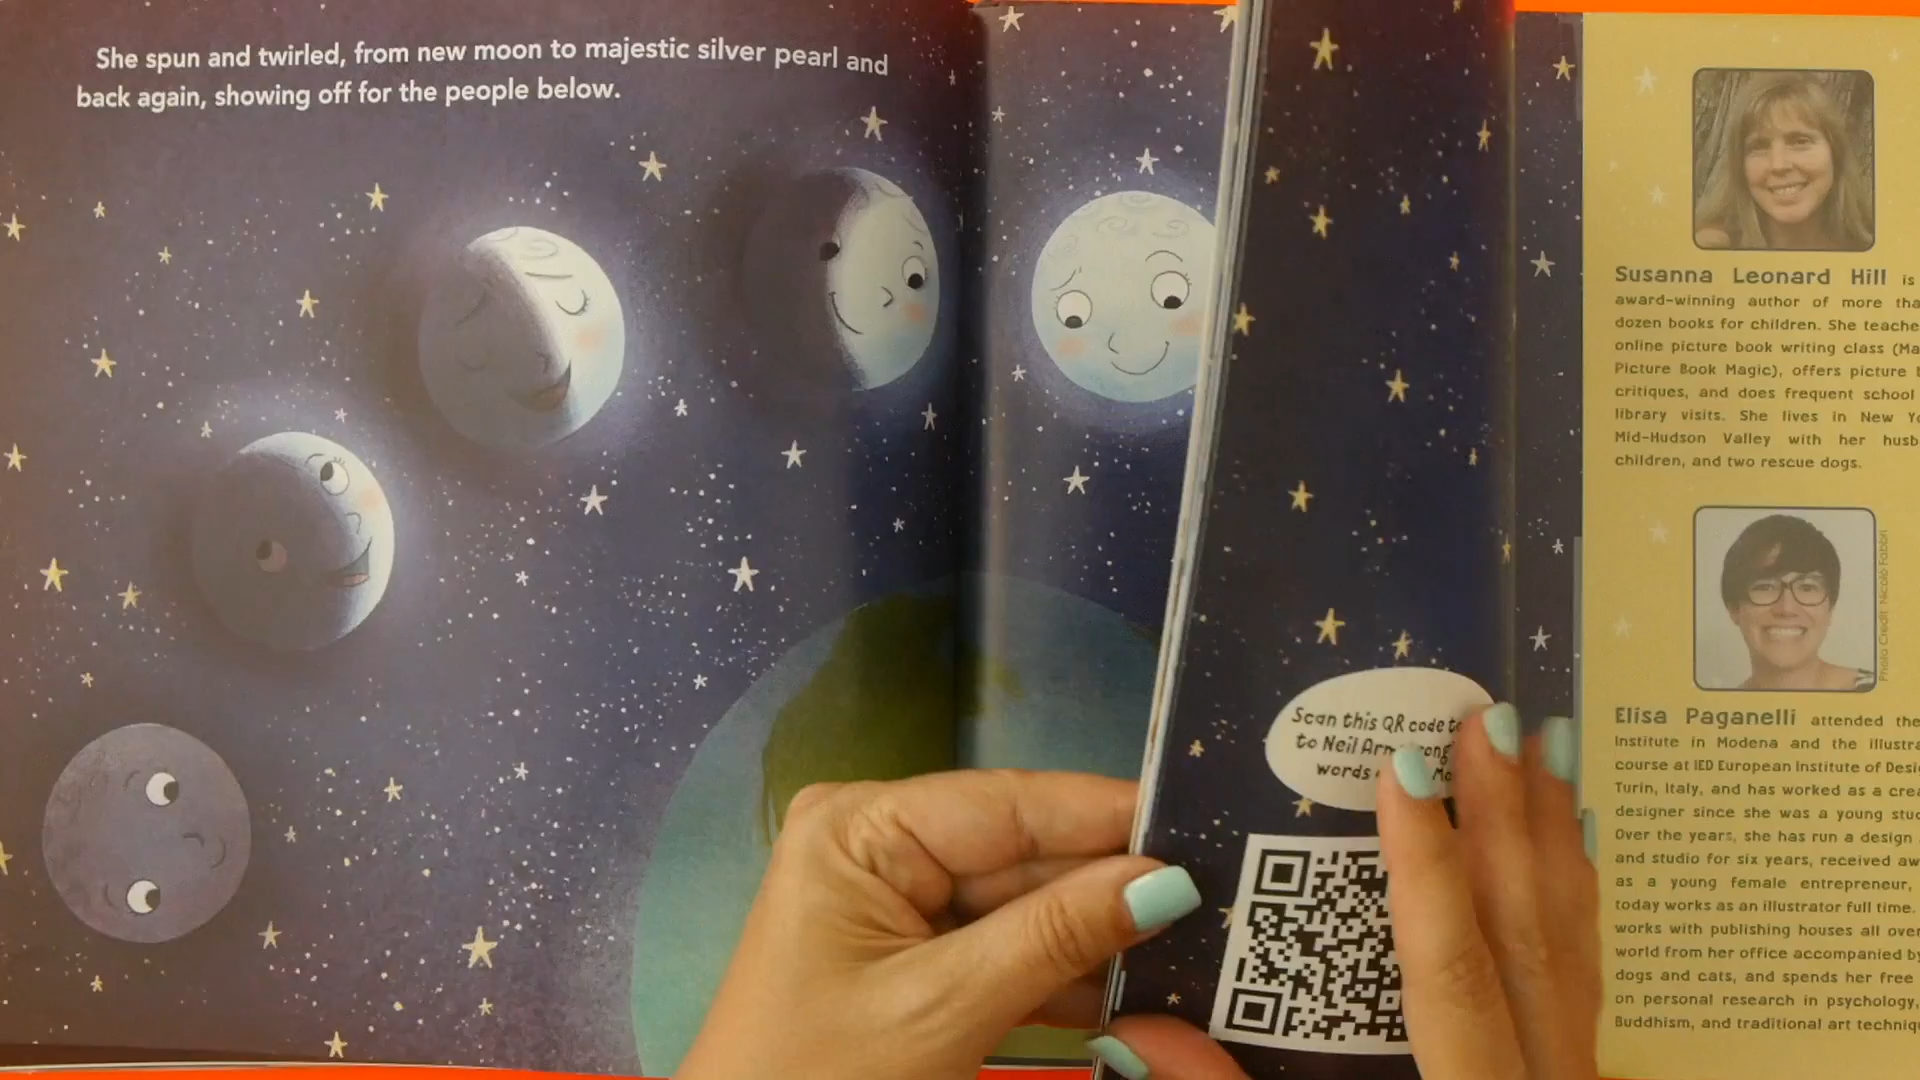 She spun and twirled, from new moon to majestic silver pearl and
back again, showing off for the people below.
Scan this QR code
to Neil
words
Susanna Leonard Hill is
award-winning author of more
dozen books for children. She
online picture book writing class
Picture Book Magic), offers picture
critiques, and does frequent school
library visits. She lives in New
Mid-Hudson Valley with her
children, and two rescue dogs.
Photo Credit: Nicolò Fabbri
Elisa Paganelli attended the
Institute in Modena and the
course at IED European Institute of
Turin, Italy, and has worked as a
designer since she was a young
Over the years, she has run a design
and studio for six years, received
as a young female entrepreneur,
today works as an illustrator full time.
works with publishing houses all over
world from her office accompanied by
dogs and cats, and spends her free
on personal research in psychology,
Buddhism, and traditional art